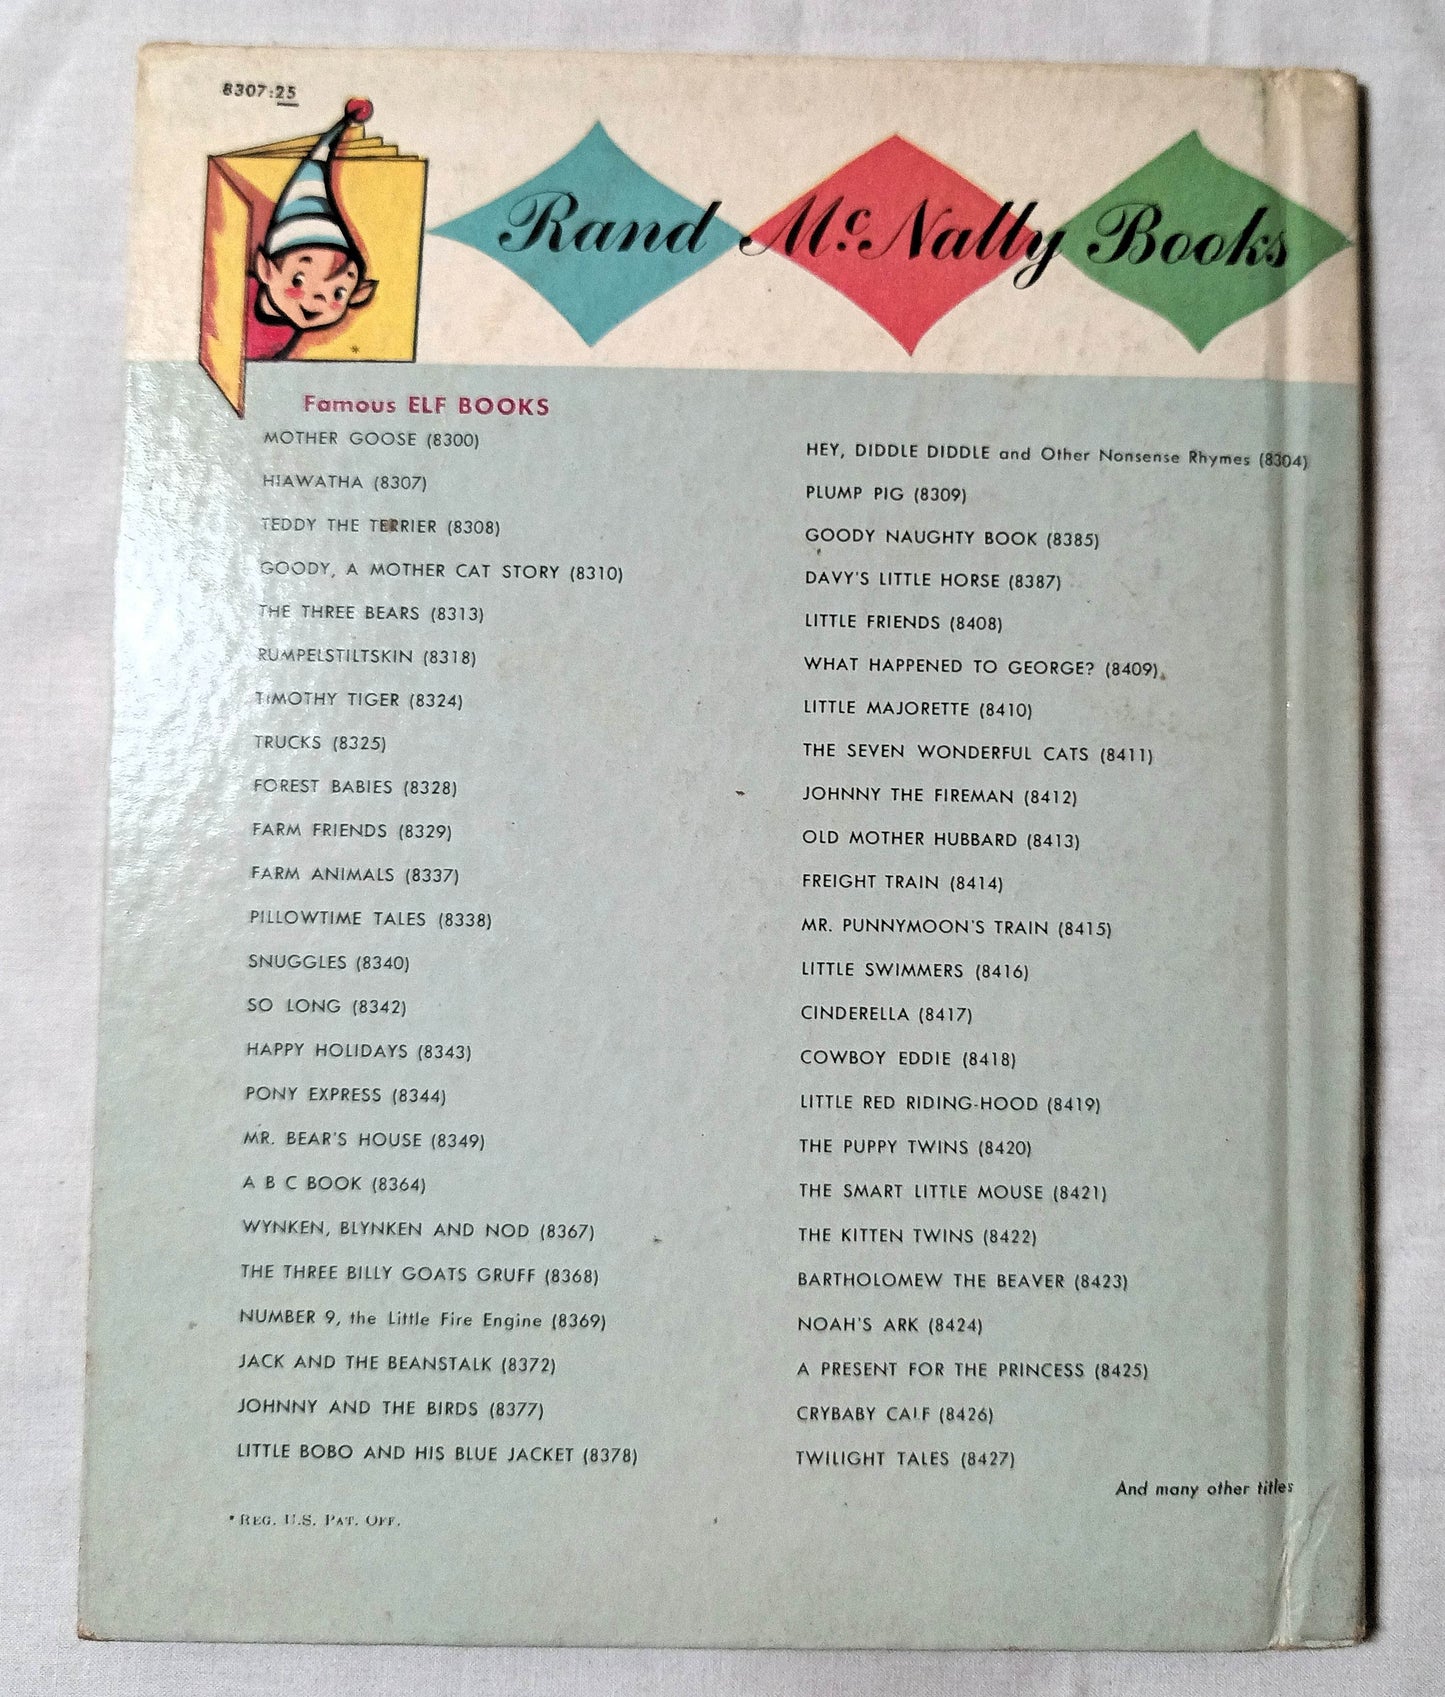 8307:25
Rand McNally Books
Famous ELF BOOKS
MOTHER GOOSE (8300)
HIAWATHA (8307)
TEDDY THE TERRIER (8308)
GOODY, A MOTHER CAT STORY (8310)
THE THREE BEARS (8313)
RUMPELSTILTSKIN (8318)
TIMOTHY TIGER (8324)
TRUCKS (8325)
FOREST BABIES (8328)
FARM FRIENDS (8329)
FARM ANIMALS (8337)
PILLOWTIME TALES (8338)
SNUGGLES (8340)
SO LONG (8342)
HAPPY HOLIDAYS (8343)
PONY EXPRESS (8344)
MR. BEAR'S HOUSE (8349)
A B C BOOK (8364)
WYNKEN, BLYNKEN AND NOD (8367)
THE THREE BILLY GOATS GRUFF (8368)
NUMBER 9, the Little Fire Engine (8369)
JACK AND THE BEANSTALK (8372)
JOHNNY AND THE BIRDS (8377)
LITTLE BOBO AND HIS BLUE JACKET (8378)
HEY, DIDDLE DIDDLE and Other Nonsense Rhymes (8304)
PLUMP PIG (8309)
GOODY NAUGHTY BOOK (8385)
DAVY'S LITTLE HORSE (8387)
LITTLE FRIENDS (8408)
WHAT HAPPENED TO GEORGE? (8409)
LITTLE MAJORETTE (8410)
THE SEVEN WONDERFUL CATS (8411)
JOHNNY THE FIREMAN (8412)
OLD MOTHER HUBBARD (8413)
FREIGHT TRAIN (8414)
MR. PUNNYMOON'S TRAIN (8415)
LITTLE SWIMMERS (8416)
CINDERELLA (8417)
COWBOY EDDIE (8418)
LITTLE RED RIDING-HOOD (8419)
THE PUPPY TWINS (8420)
THE SMART LITTLE MOUSE (8421)
THE KITTEN TWINS (8422)
BARTHOLOMEW THE BEAVER (8423)
NOAH'S ARK (8424)
A PRESENT FOR THE PRINCESS (8425)
CRYBABY CALF (8426)
TWILIGHT TALES (8427)
And many other titles
*REG. U.S. PAT. OFF.